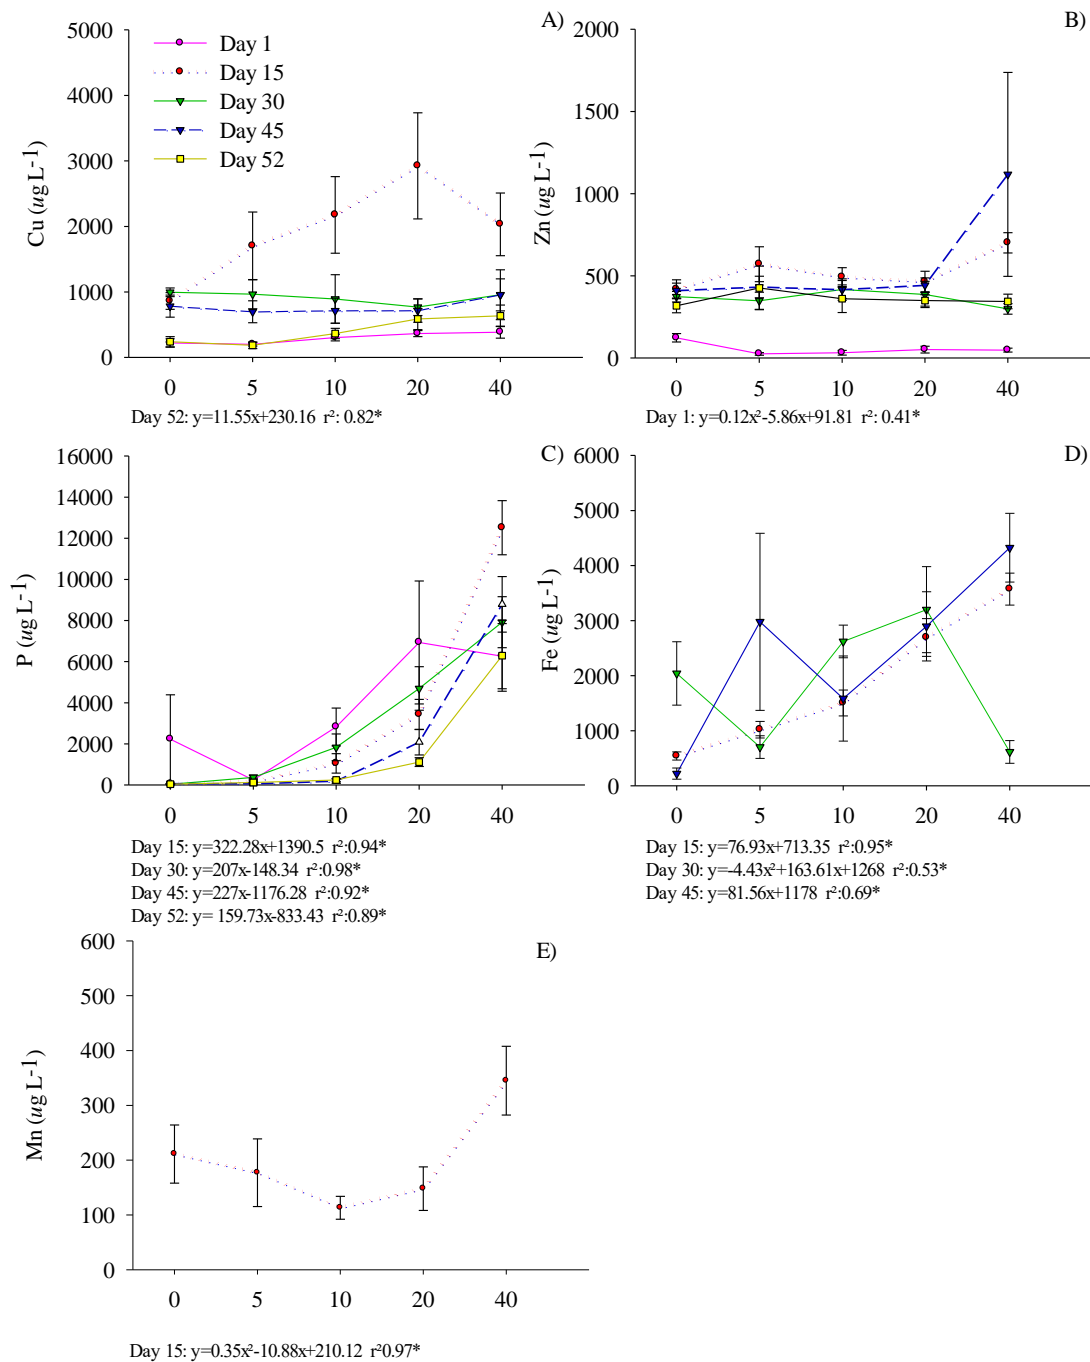 A)
5000
4000
3000
2000
1000
0
Cu (ug L-1)
Day 1
Day 15
Day 30
Day 45
Day 52
0 5 10 20 40
Day 52: y=11.55x+230.16 r²: 0.82*
B)
2000
1500
1000
500
0
Zn (ug L-1)
0 5 10 20 40
Day 1: y=0.12x²-5.86x+91.81 r²: 0.41*
C)
16000
14000
12000
10000
8000
6000
4000
2000
0
P (ug L-1)
0 5 10 20 40
Day 15: y=322.28x+1390.5 r²:0.94*
Day 30: y=207x-148.34 r²:0.98*
Day 45: y=227x-1176.28 r²:0.92*
Day 52: y= 159.73x-833.43 r²:0.89*
D)
6000
5000
4000
3000
2000
1000
0
Fe (ug L-1)
0 5 10 20 40
Day 15: y=76.93x+713.35 r²:0.95*
Day 30: y=-4.43x²+163.61x+1268 r²:0.53*
Day 45: y=81.56x+1178 r²:0.69*
E)
600
500
400
300
200
100
0
Mn (ug L-1)
0 5 10 20 40
Day 15: y=0.35x²-10.88x+210.12 r²0.97*